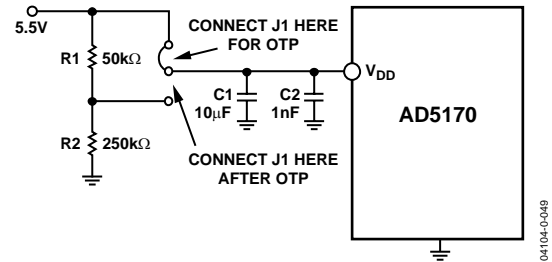 5.5V
R1 50kΩ
CONNECT J1 HERE
FOR OTP
VDD
C1
10μF
C2
1nF
AD5170
R2 250kΩ
CONNECT J1 HERE
AFTER OTP
04104-0-049